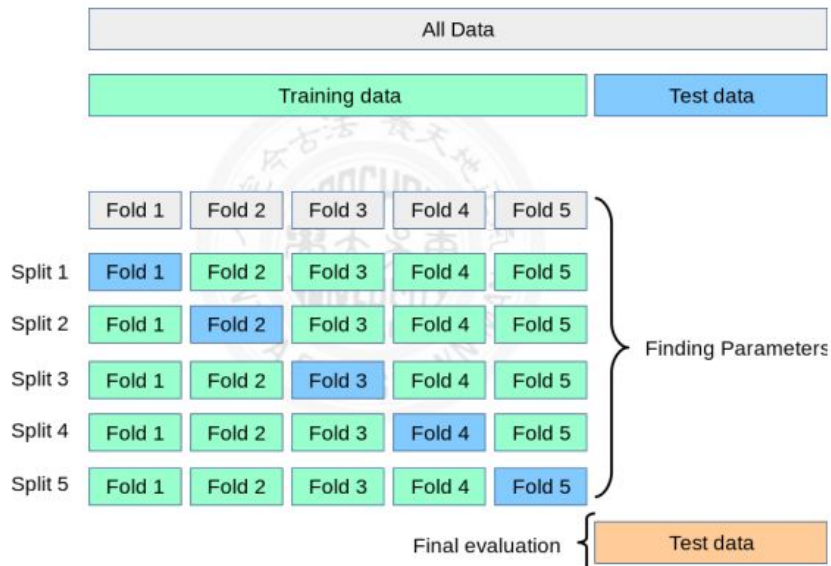 All Data
Training data Test data
Fold 1 Fold 2 Fold 3 Fold 4 Fold 5
Split 1 Fold 1 Fold 2 Fold 3 Fold 4 Fold 5
Split 2 Fold 1 Fold 2 Fold 3 Fold 4 Fold 5
Finding Parameters
Split 3 Fold 1 Fold 2 Fold 3 Fold 4 Fold 5
Split 4 Fold 1 Fold 2 Fold 3 Fold 4 Fold 5
Split 5 Fold 1 Fold 2 Fold 3 Fold 4 Fold 5
Final evaluation Test data